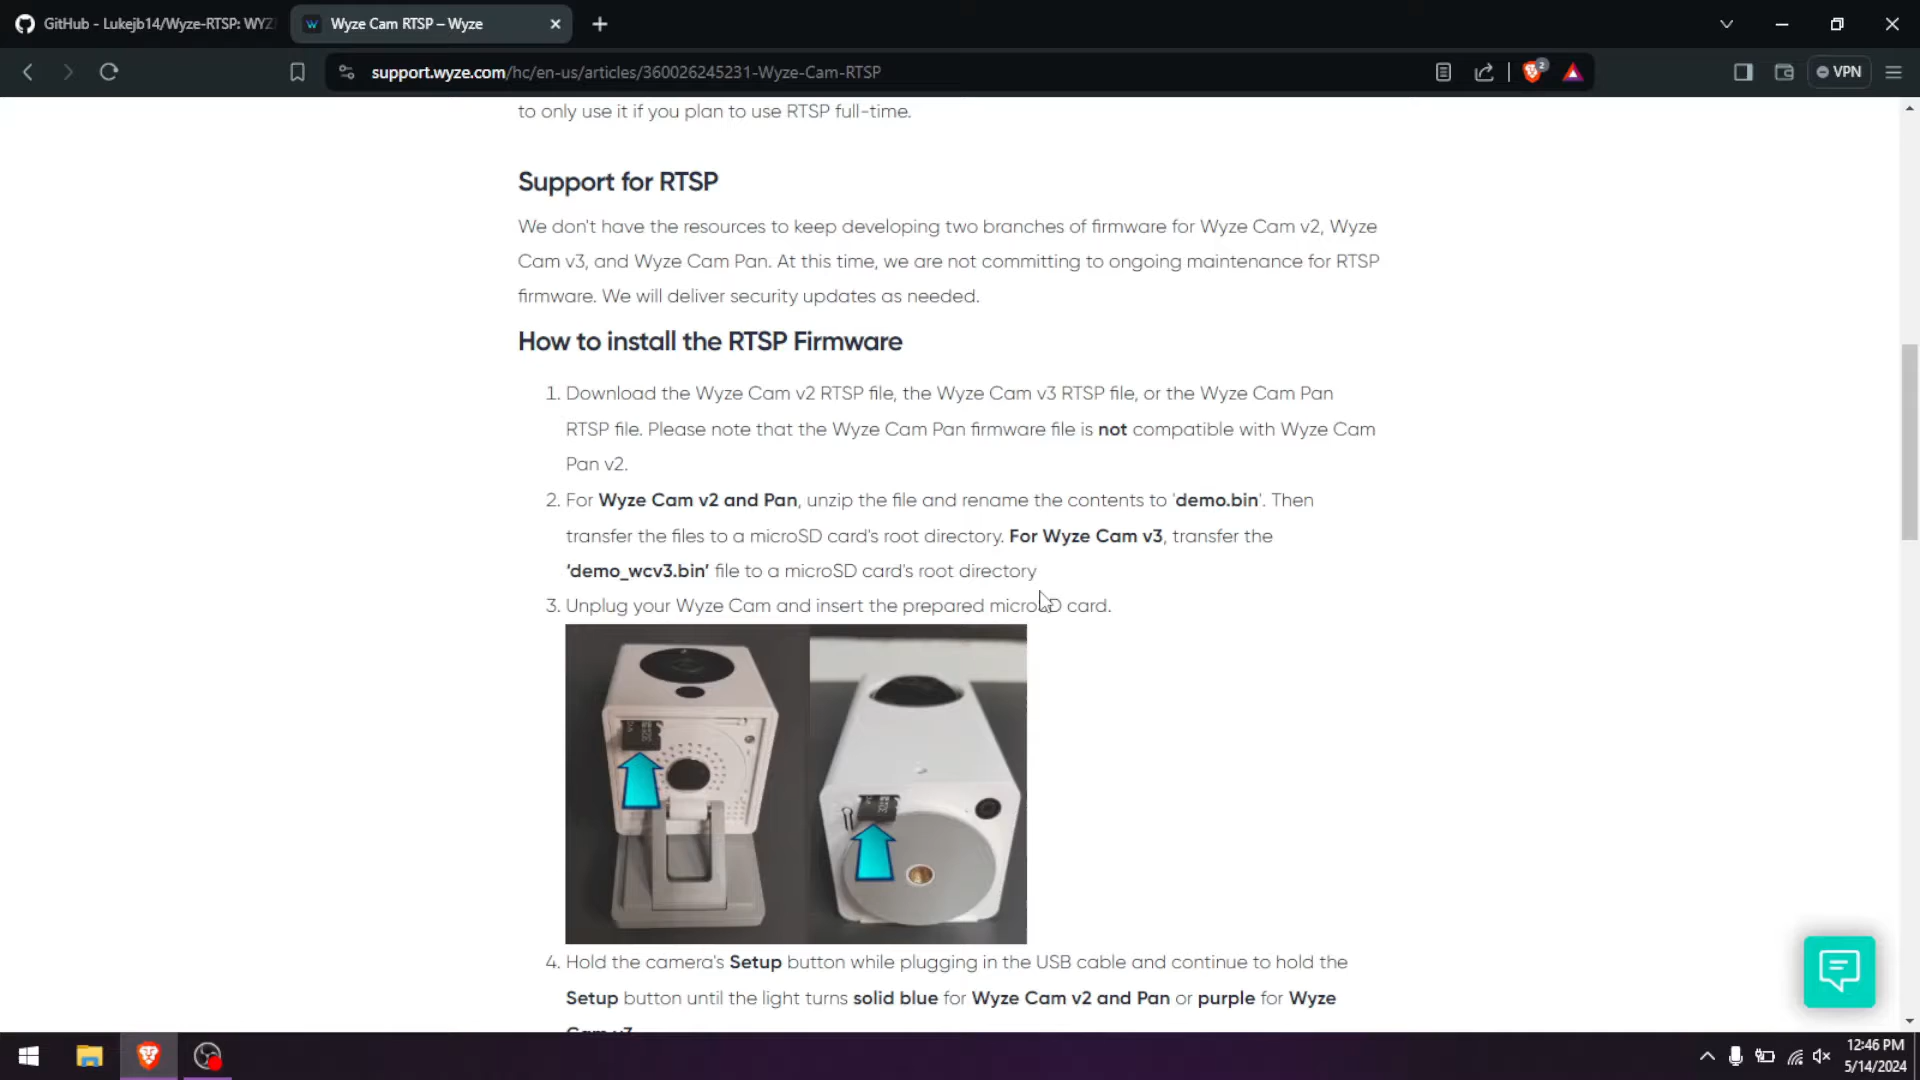 GitHub - Lukejb14/Wyze-RTSP: WYZ
Wyze Cam RTSP – Wyze
support.wyze.com/hc/en-us/articles/360026245231-Wyze-Cam-RTSP
2
VPN
to only use it if you plan to use RTSP full-time.
Support for RTSP
We don't have the resources to keep developing two branches of firmware for Wyze Cam v2, Wyze
Cam v3, and Wyze Cam Pan. At this time, we are not committing to ongoing maintenance for RTSP
firmware. We will deliver security updates as needed.
How to install the RTSP Firmware
1. Download the Wyze Cam v2 RTSP file, the Wyze Cam v3 RTSP file, or the Wyze Cam Pan
RTSP file. Please note that the Wyze Cam Pan firmware file is not compatible with Wyze Cam
Pan v2.
2. For Wyze Cam v2 and Pan, unzip the file and rename the contents to 'demo.bin'. Then
transfer the files to a microSD card's root directory. For Wyze Cam v3, transfer the
‘demo_wcv3.bin’ file to a microSD card's root directory
3. Unplug your Wyze Cam and insert the prepared microSD card.
4. Hold the camera's Setup button while plugging in the USB cable and continue to hold the
Setup button until the light turns solid blue for Wyze Cam v2 and Pan or purple for Wyze
Cam v3
12:46 PM
5/14/2024